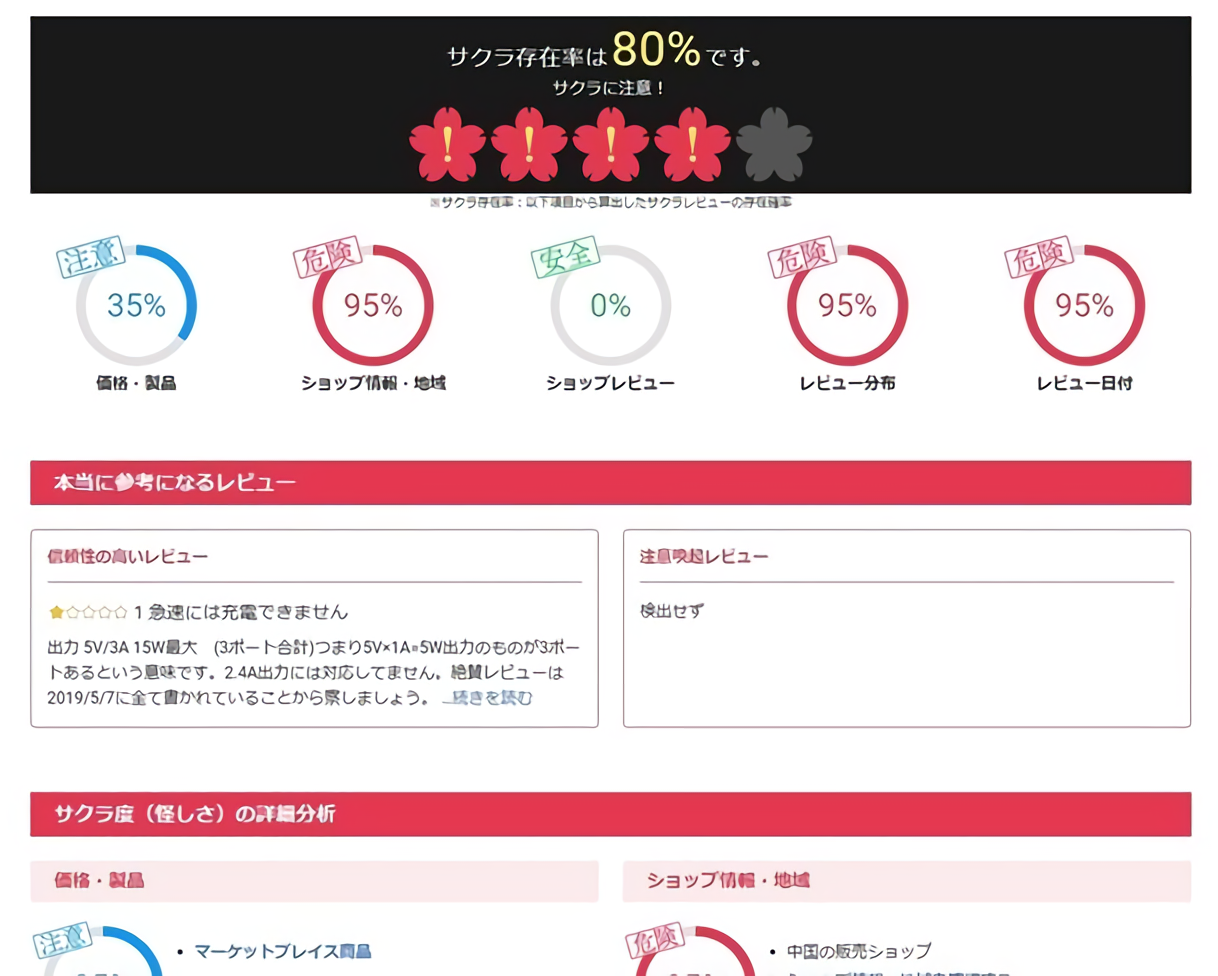 サクラ存在率は80%です。
サクラに注意！
※サクラ存在率：以下項目から算出したサクラレビューの存在確率
注意
危険
安全
危険
危険
35%
95%
0%
95%
95%
価格・製品
ショップ情報・地域
ショップレビュー
レビュー分布
レビュー日付
本当に参考になるレビュー
信頼性の高いレビュー
1 急速には充電できません
出力 5V/3A 15W最大　(3ポート合計)つまり5V×1A=5W出力のものが3ポー
トあるという意味です。2.4A出力には対応してません。絶賛レビューは
2019/5/7に全て書かれていることから察しましょう。 ...続きを読む
注意喚起レビュー
検出せず
サクラ度（怪しさ）の詳細分析
価格・製品
ショップ情報・地域
注意
• マーケットプレイス商品
危険
• 中国の販売ショップ